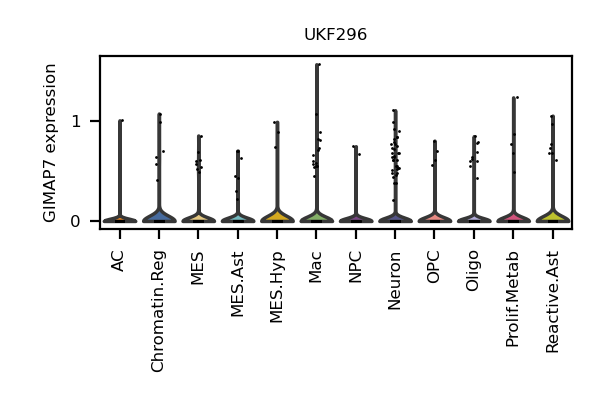 UKF296
GIMAP7 expression
1
0
AC
Chromatin.Reg
MES
MES.Ast
MES.Hyp
Mac
NPC
Neuron
OPC
Oligo
Prolif.Metab
Reactive.Ast